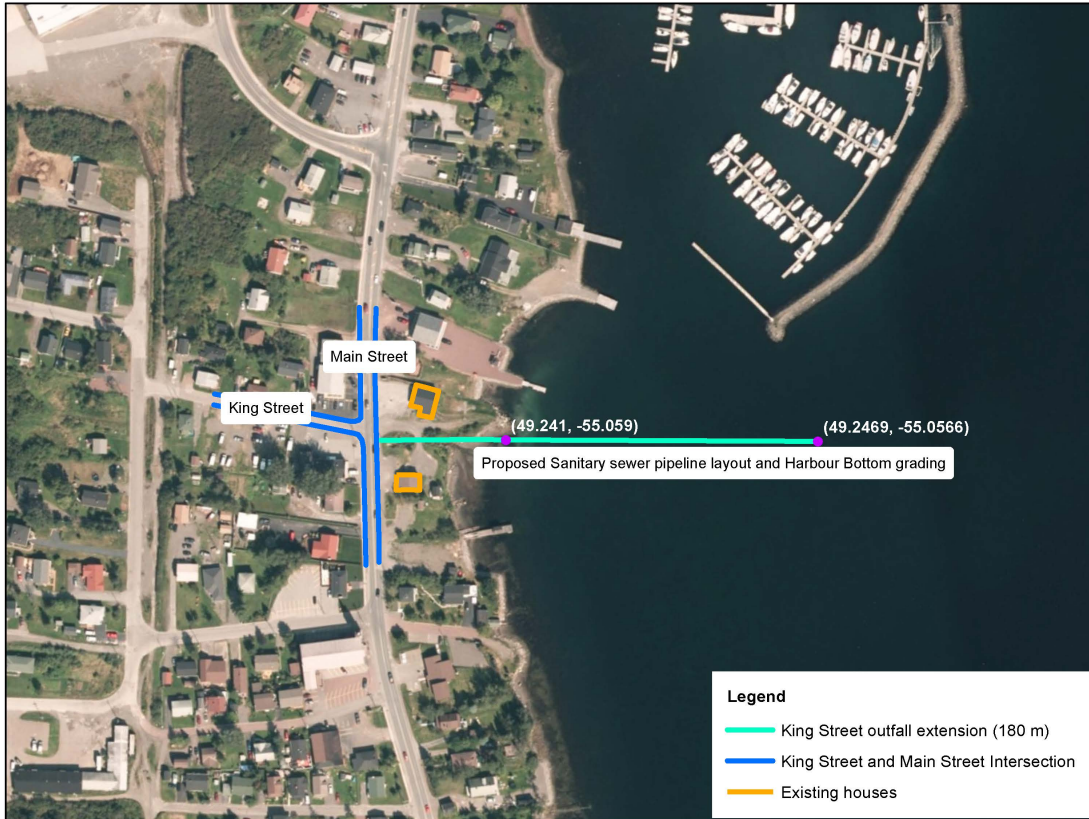 Main Street
King Street
(49.241, -55.059)
(49.2469, -55.0566)
Proposed Sanitary sewer pipeline layout and Harbour Bottom grading
Legend
King Street outfall extension (180 m)
King Street and Main Street Intersection
Existing houses